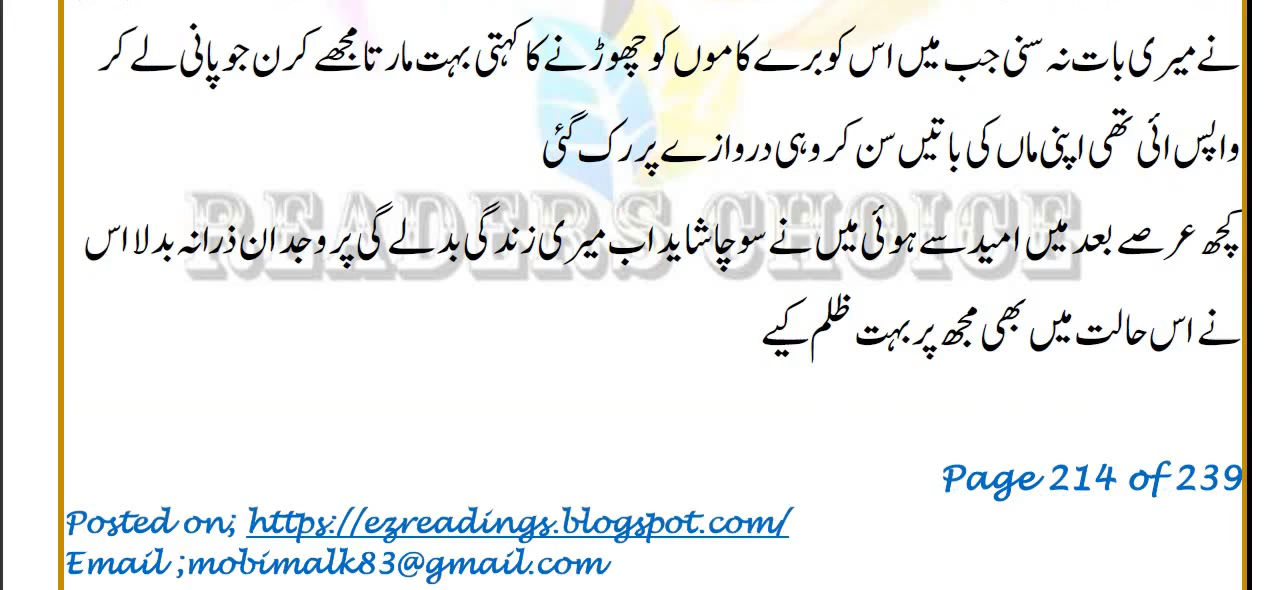 نے میری بات نہ سنی جب میں اس کو برے کاموں کو چھوڑنے کا کہتی بہت مارتا مجھے کرن جو پانی لے کر
واپس ائی تھی اپنی ماں کی باتیں سن کر وہی دروازے پر رک گئی
READERS CHOICE
کچھ عرصے بعد میں امید سے ہوئی میں نے سوچا شاید اب میری زندگی بدلے گی پر وجدان ذرا نہ بدلا اس
نے اس حالت میں بھی مجھ پر بہت ظلم کیے
Page 214 of 239
Posted on; https://ezreadings.blogspot.com/
Email ;mobimalk83@gmail.com